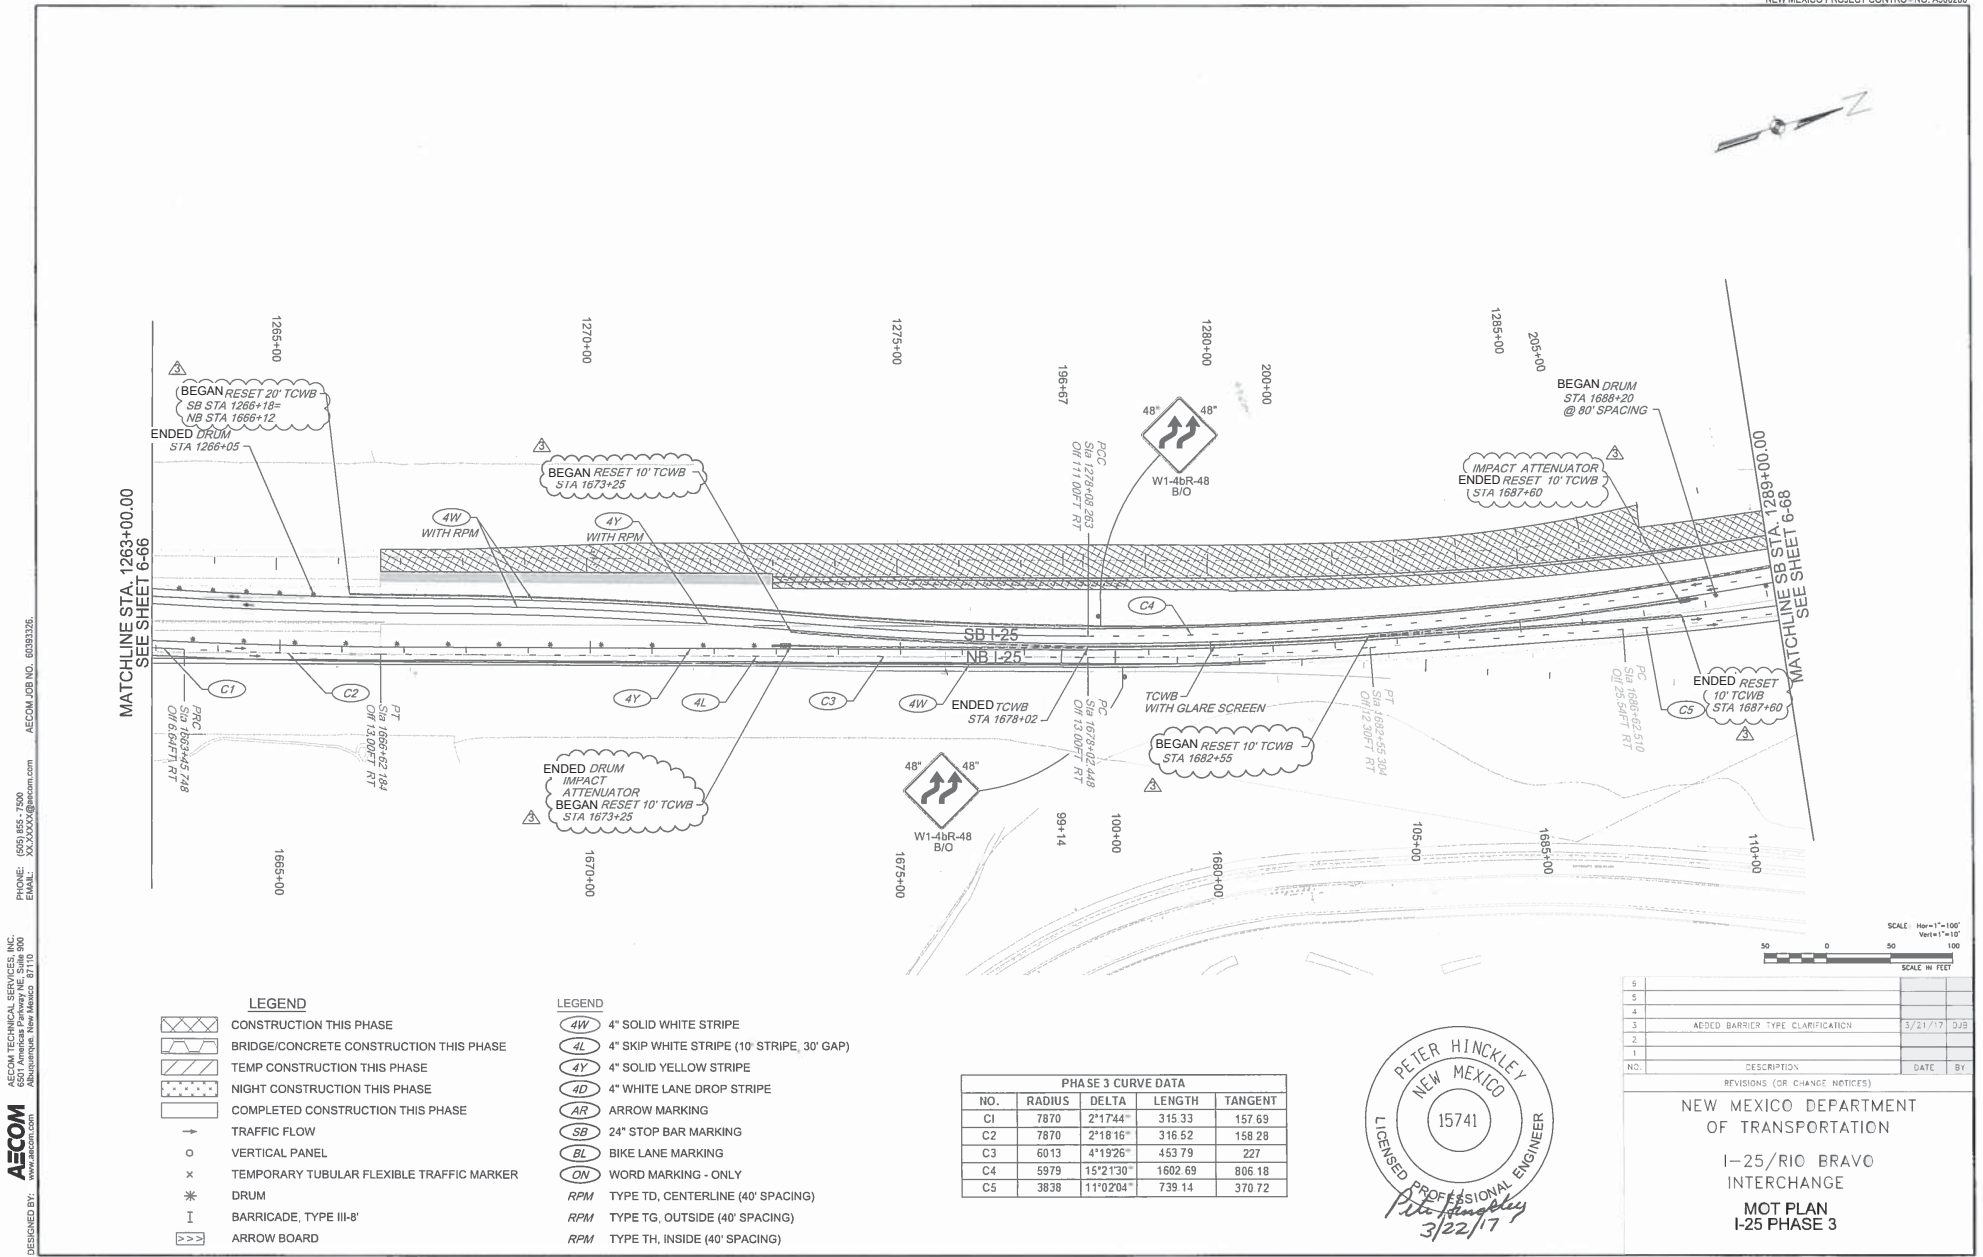 NEW MEXICO PROJECT CONTROL NO. A300280
1265+00
1270+00
1275+00
196+67
1280+00
200+00
1285+00
205+00
3
BEGAN RESET 20' TCWB
SB STA 1266+18=
NB STA 1666+12
ENDED DRUM
STA 1266+05
3
BEGAN RESET 10' TCWB
STA 1673+25
4W
WITH RPM
4Y
WITH RPM
PCC
Sta 1278+08.263
Off 111.00FT RT
48" 48"
W1-4bR-48
B/O
BEGAN DRUM
STA 1688+20
@ 80' SPACING
3
IMPACT ATTENUATOR
ENDED RESET 10' TCWB
STA 1687+60
MATCHLINE STA. 1263+00.00
SEE SHEET 6-66
MATCHLINE SB STA. 1289+00.00
SEE SHEET 6-68
C4
SB I-25
NB I-25
C1
C2
4Y
4L
C3
4W
PRC
Sta 1663+45.748
Off 6.64FT RT
PT
Sta 1666+62.184
Off 13.00FT RT
ENDED TCWB
STA 1678+02
PC
Sta 1678+02.448
Off 13.00FT RT
TCWB
WITH GLARE SCREEN
BEGAN RESET 10' TCWB
STA 1682+55
3
PT
Sta 1682+55.304
Off 12.30FT RT
PC
Sta 1686+62.510
Off 25.54FT RT
C5
ENDED RESET
10' TCWB
STA 1687+60
3
ENDED DRUM
IMPACT
ATTENUATOR
BEGAN RESET 10' TCWB
STA 1673+25
3
48" 48"
W1-4bR-48
B/O
1665+00
1670+00
1675+00
99+14
100+00
1680+00
105+00
1685+00
110+00
SCALE: Hor=1"=100'
Vert=1"=10'
50 0 50 100
SCALE IN FEET
LEGEND
CONSTRUCTION THIS PHASE
BRIDGE/CONCRETE CONSTRUCTION THIS PHASE
TEMP CONSTRUCTION THIS PHASE
NIGHT CONSTRUCTION THIS PHASE
COMPLETED CONSTRUCTION THIS PHASE
TRAFFIC FLOW
VERTICAL PANEL
TEMPORARY TUBULAR FLEXIBLE TRAFFIC MARKER
DRUM
BARRICADE, TYPE III-8'
>>> ARROW BOARD
LEGEND
4W 4" SOLID WHITE STRIPE
4L 4" SKIP WHITE STRIPE (10' STRIPE, 30' GAP)
4Y 4" SOLID YELLOW STRIPE
4D 4" WHITE LANE DROP STRIPE
AR ARROW MARKING
SB 24" STOP BAR MARKING
BL BIKE LANE MARKING
ON WORD MARKING - ONLY
RPM TYPE TD, CENTERLINE (40' SPACING)
RPM TYPE TG, OUTSIDE (40' SPACING)
RPM TYPE TH, INSIDE (40' SPACING)
PHASE 3 CURVE DATA
NO. RADIUS DELTA LENGTH TANGENT
C1 7870 2°17'44" 315.33 157.69
C2 7870 2°18'16" 316.52 158.28
C3 6013 4°19'26" 453.79 227
C4 5979 15°21'30" 1602.69 806.18
C5 3838 11°02'04" 739.14 370.72
PETER HINCKLEY
NEW MEXICO
15741
LICENSED PROFESSIONAL ENGINEER
Pete Hinckley
3/22/17
6
5
4
3 ADDED BARRIER TYPE CLARIFICATION 3/21/17 DJB
2
1
NO. DESCRIPTION DATE BY
REVISIONS (OR CHANGE NOTICES)
NEW MEXICO DEPARTMENT
OF TRANSPORTATION
I-25/RIO BRAVO
INTERCHANGE
MOT PLAN
I-25 PHASE 3
DESIGNED BY:
AECOM
www.aecom.com
AECOM TECHNICAL SERVICES, INC.
6501 Americas Parkway NE, Suite 900
Albuquerque, New Mexico 87110
PHONE: (505) 855 - 7500
EMAIL: XX.XXXXX@aecom.com
AECOM JOB NO. 60393326.